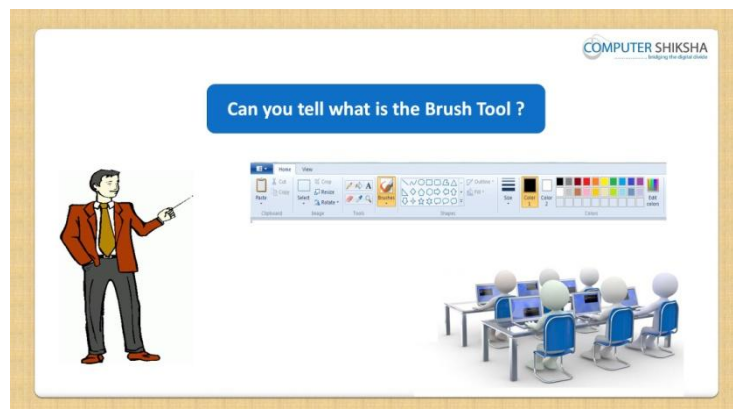 COMPUTER SHIKSHA
bridging the digital divide
Can you tell what is the Brush Tool ?
Home View
Cut
Copy
Paste
Clipboard
Select
Crop
Resize
Rotate
Image
A
Tools
Brushes
Outline
Fill
Shapes
Size
Color 1
Color 2
Edit colors
Colors